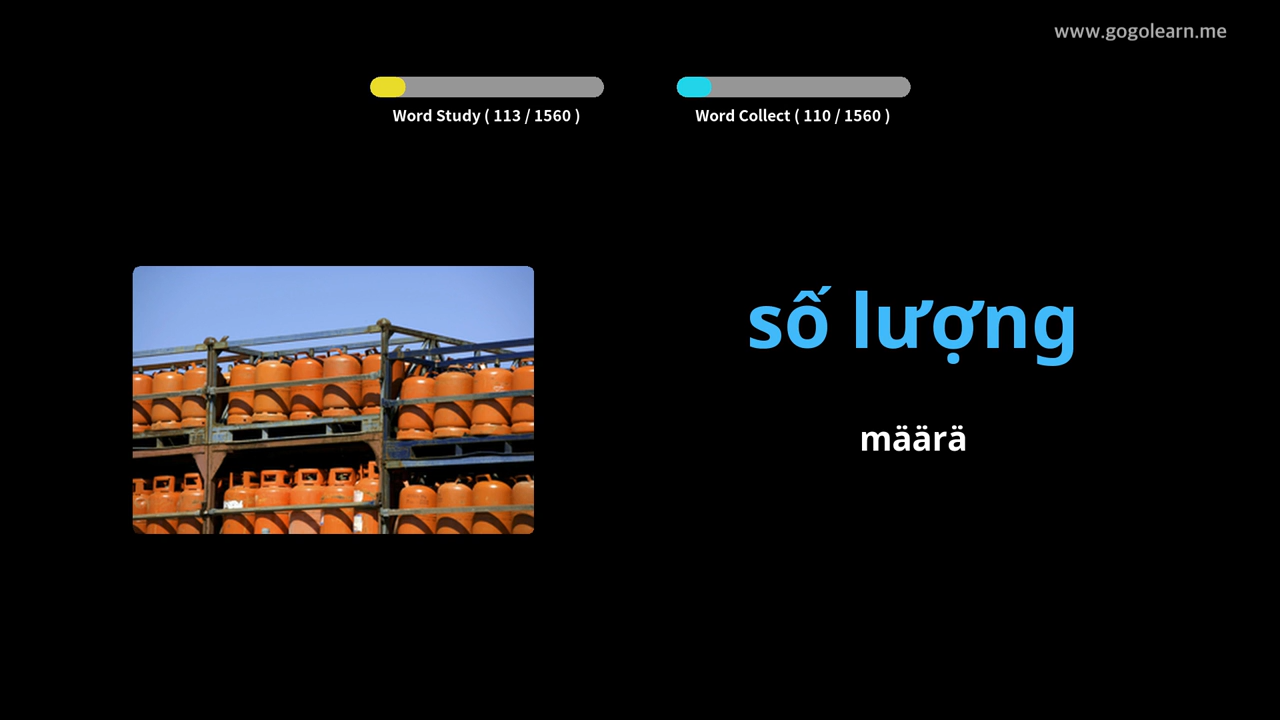 www.gogolearn.me
Word Study ( 113 / 1560 )
Word Collect ( 110 / 1560 )
số lượng
määrä